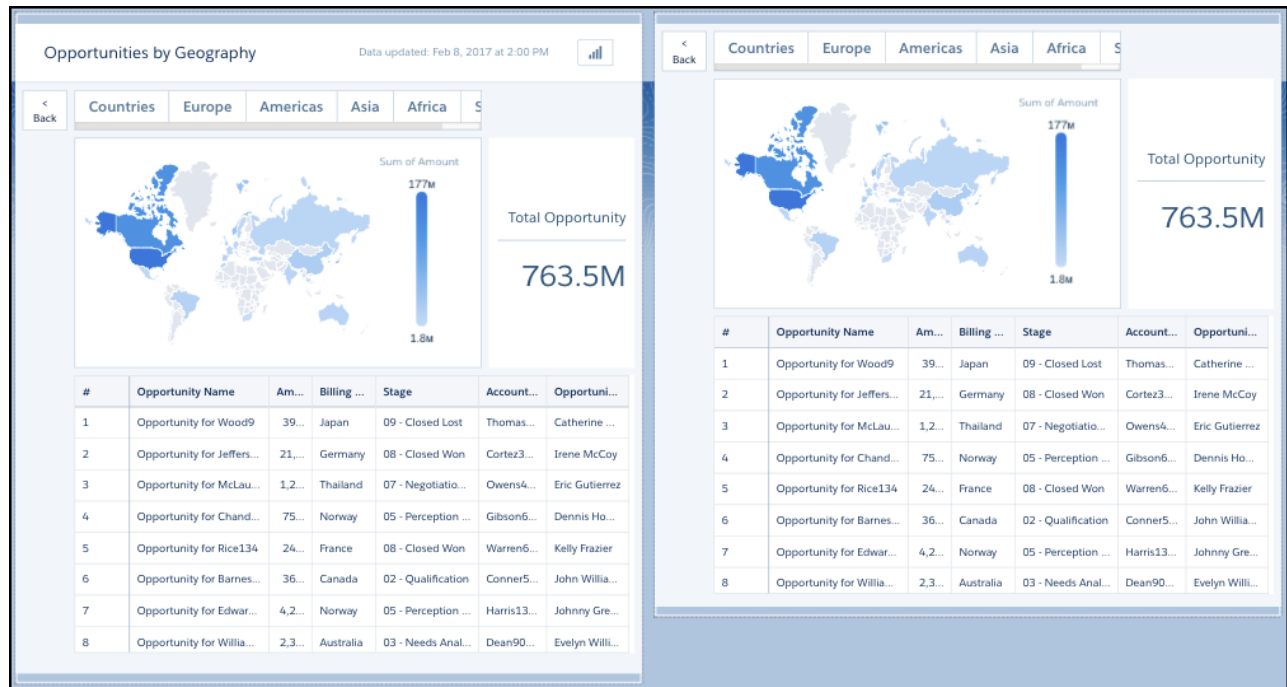 Opportunities by Geography Data updated: Feb 8, 2017 at 2:00 PM
< Back Countries Europe Americas Asia Africa S
Sum of Amount
177M
1.8M
Total Opportunity
763.5M
# Opportunity Name Am... Billing ... Stage Account... Opportuni...
1 Opportunity for Wood9 39... Japan 09 - Closed Lost Thomas... Catherine ...
2 Opportunity for Jeffers... 21,... Germany 08 - Closed Won Cortez3... Irene McCoy
3 Opportunity for McLau... 1,2... Thailand 07 - Negotiatio... Owens4... Eric Gutierrez
4 Opportunity for Chand... 75... Norway 05 - Perception ... Gibson6... Dennis Ho...
5 Opportunity for Rice134 24... France 08 - Closed Won Warren6... Kelly Frazier
6 Opportunity for Barnes... 36... Canada 02 - Qualification Conner5... John Willia...
7 Opportunity for Edwar... 4,2... Norway 05 - Perception ... Harris13... Johnny Gre...
8 Opportunity for Willia... 2,3... Australia 03 - Needs Anal... Dean90... Evelyn Willi...
< Back Countries Europe Americas Asia Africa S
Sum of Amount
177M
1.8M
Total Opportunity
763.5M
# Opportunity Name Am... Billing ... Stage Account... Opportuni...
1 Opportunity for Wood9 39... Japan 09 - Closed Lost Thomas... Catherine ...
2 Opportunity for Jeffers... 21,... Germany 08 - Closed Won Cortez3... Irene McCoy
3 Opportunity for McLau... 1,2... Thailand 07 - Negotiatio... Owens4... Eric Gutierrez
4 Opportunity for Chand... 75... Norway 05 - Perception ... Gibson6... Dennis Ho...
5 Opportunity for Rice134 24... France 08 - Closed Won Warren6... Kelly Frazier
6 Opportunity for Barnes... 36... Canada 02 - Qualification Conner5... John Willia...
7 Opportunity for Edwar... 4,2... Norway 05 - Perception ... Harris13... Johnny Gre...
8 Opportunity for Willia... 2,3... Australia 03 - Needs Anal... Dean90... Evelyn Willi...